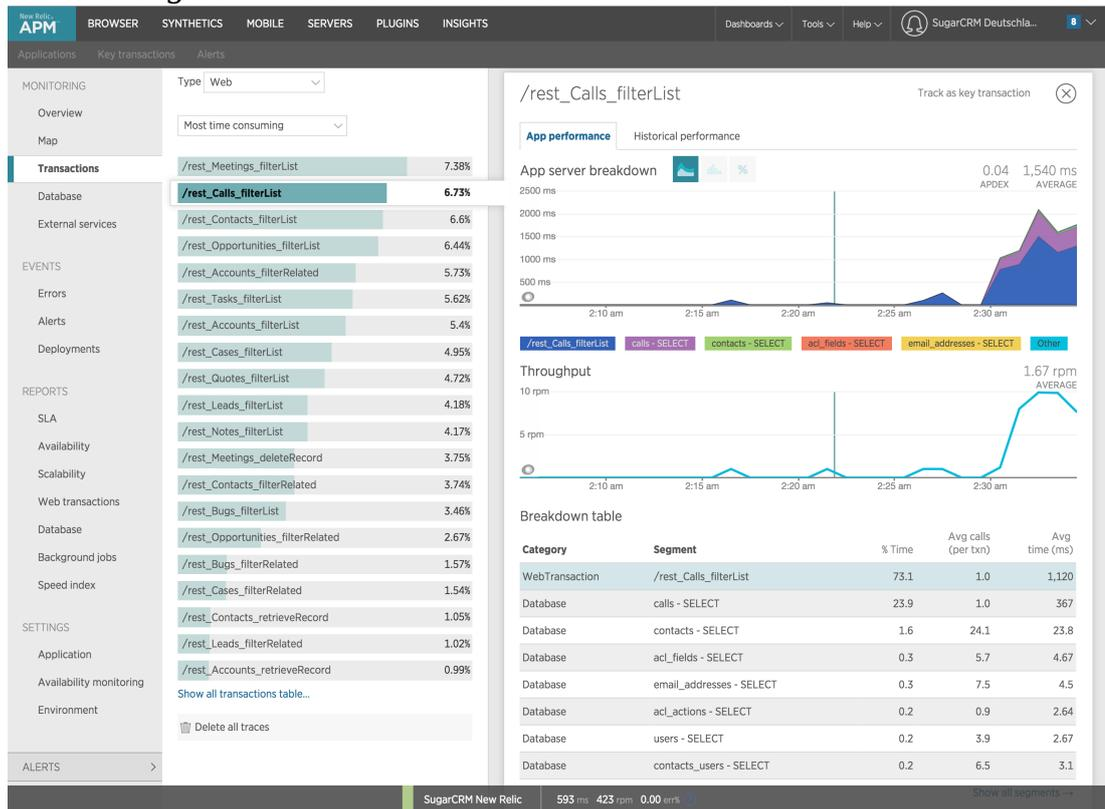 New Relic. APM BROWSER SYNTHETICS MOBILE SERVERS PLUGINS INSIGHTS Dashboards Tools Help SugarCRM Deutschla... 8
Applications Key transactions Alerts
MONITORING
Overview
Map
Transactions
Database
External services
EVENTS
Errors
Alerts
Deployments
REPORTS
SLA
Availability
Scalability
Web transactions
Database
Background jobs
Speed index
SETTINGS
Application
Availability monitoring
Environment
ALERTS
Type Web
Most time consuming
/rest_Meetings_filterList 7.38%
/rest_Calls_filterList 6.73%
/rest_Contacts_filterList 6.6%
/rest_Opportunities_filterList 6.44%
/rest_Accounts_filterRelated 5.73%
/rest_Tasks_filterList 5.62%
/rest_Accounts_filterList 5.4%
/rest_Cases_filterList 4.95%
/rest_Quotes_filterList 4.72%
/rest_Leads_filterList 4.18%
/rest_Notes_filterList 4.17%
/rest_Meetings_deleteRecord 3.75%
/rest_Contacts_filterRelated 3.74%
/rest_Bugs_filterList 3.46%
/rest_Opportunities_filterRelated 2.67%
/rest_Bugs_filterRelated 1.57%
/rest_Cases_filterRelated 1.54%
/rest_Contacts_retrieveRecord 1.05%
/rest_Leads_filterRelated 1.02%
/rest_Accounts_retrieveRecord 0.99%
Show all transactions table...
Delete all traces
/rest_Calls_filterList Track as key transaction
App performance Historical performance
App server breakdown % 0.04 1,540 ms
APDEX AVERAGE
2500 ms
2000 ms
1500 ms
1000 ms
500 ms
2:10 am 2:15 am 2:20 am 2:25 am 2:30 am
/rest_Calls_filterList calls - SELECT contacts - SELECT acl_fields - SELECT email_addresses - SELECT Other
Throughput 1.67 rpm
AVERAGE
10 rpm
5 rpm
2:10 am 2:15 am 2:20 am 2:25 am 2:30 am
Breakdown table
Category Segment % Time Avg calls (per txn) Avg time (ms)
WebTransaction /rest_Calls_filterList 73.1 1.0 1,120
Database calls - SELECT 23.9 1.0 367
Database contacts - SELECT 1.6 24.1 23.8
Database acl_fields - SELECT 0.3 5.7 4.67
Database email_addresses - SELECT 0.3 7.5 4.5
Database acl_actions - SELECT 0.2 0.9 2.64
Database users - SELECT 0.2 3.9 2.67
Database contacts_users - SELECT 0.2 6.5 3.1
Show all segments →
SugarCRM New Relic 593 ms 423 rpm 0.00 err%